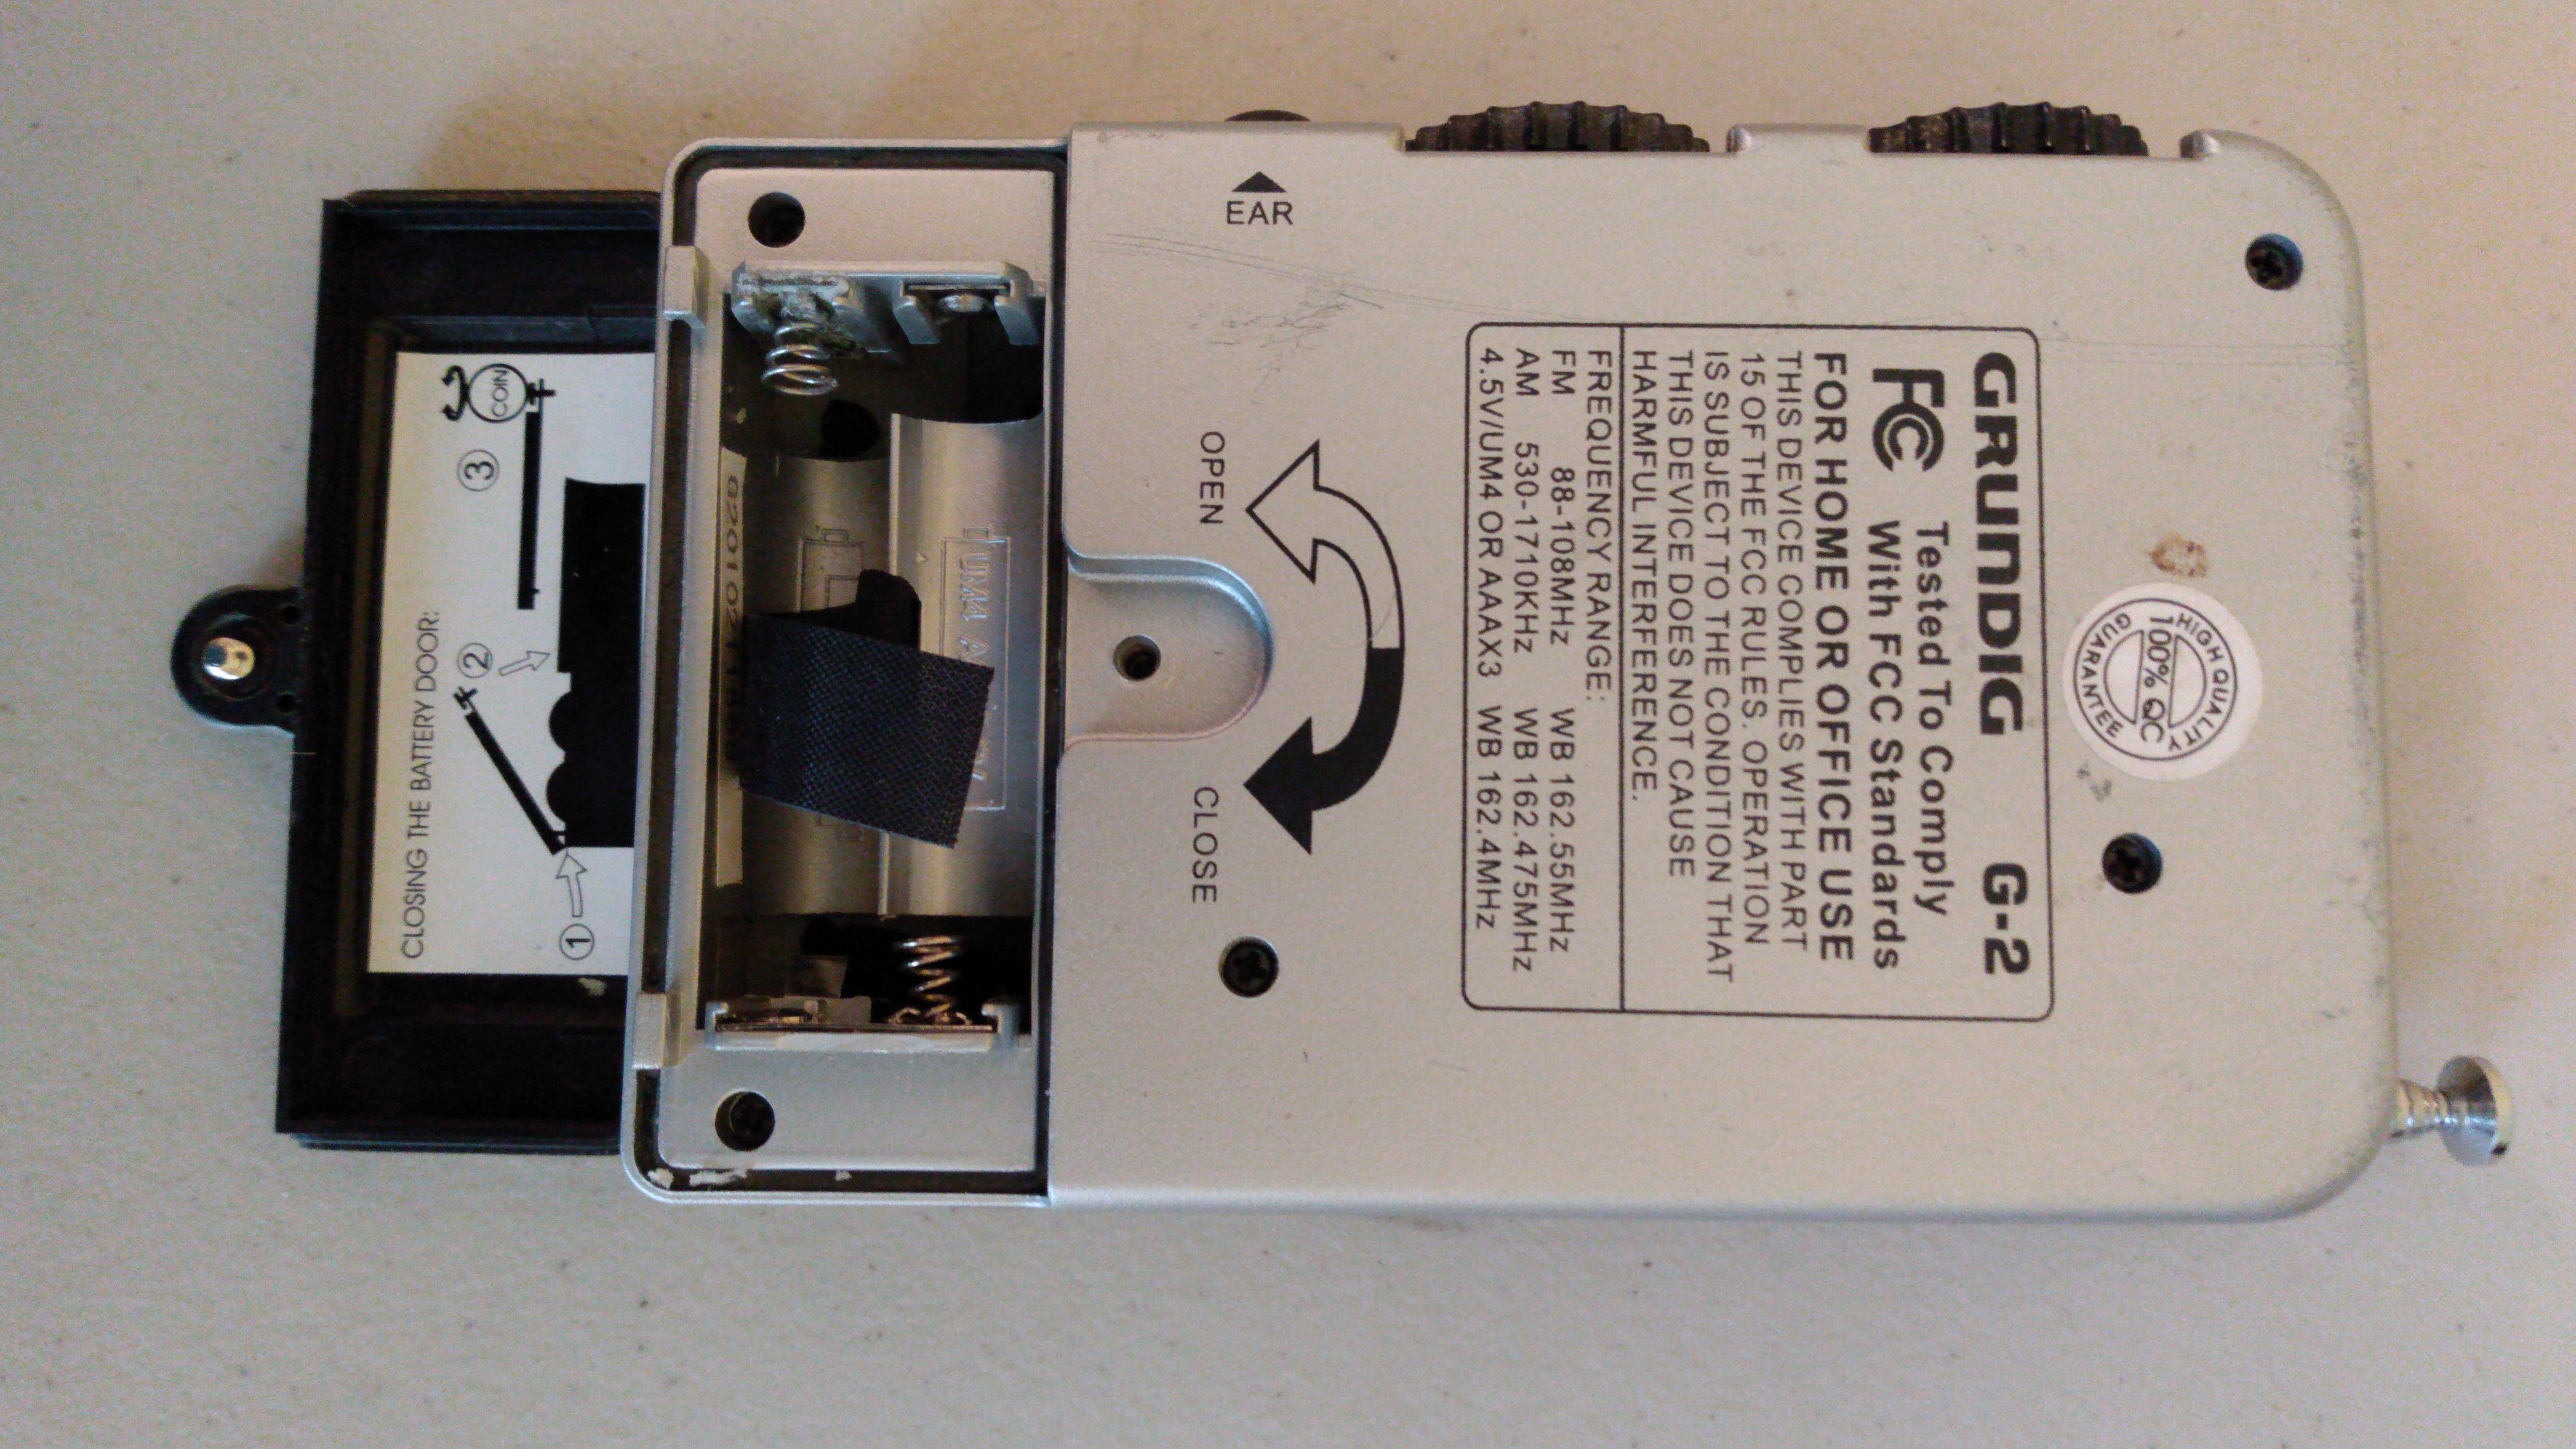 GRUNDIG G-2
FC Tested To Comply
With FCC Standards
FOR HOME OR OFFICE USE
THIS DEVICE COMPLIES WITH PART
15 OF THE FCC RULES. OPERATION
IS SUBJECT TO THE CONDITION THAT
THIS DEVICE DOES NOT CAUSE
HARMFUL INTERFERENCE.
FREQUENCY RANGE:
FM 88-108MHz WB 162.55MHz
AM 530-1710KHz WB 162.475MHz
4.5V/UM4 OR AAAX3 WB 162.4MHz
HIGH QUALITY
100% QC
GUARANTEE
EAR
OPEN
CLOSE
UM4
CLOSING THE BATTERY DOOR:
①
②
③
COIN